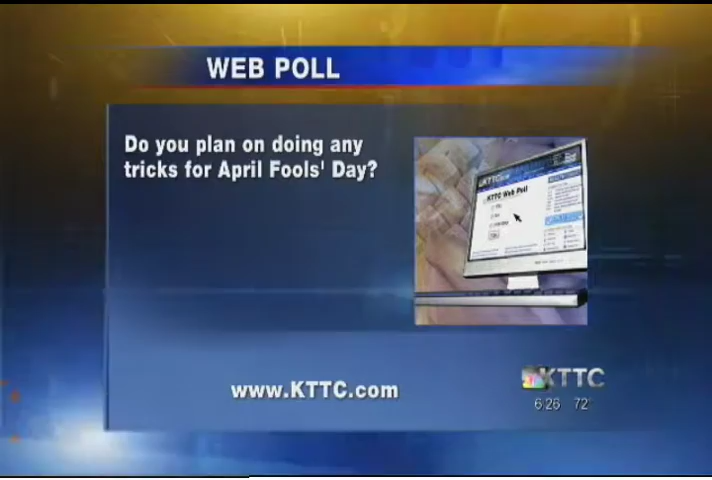 WEB POLL
Do you plan on doing any
tricks for April Fools' Day?
KTTC
KTTC Web Poll
www.KTTC.com
KTTC
6:26 72°